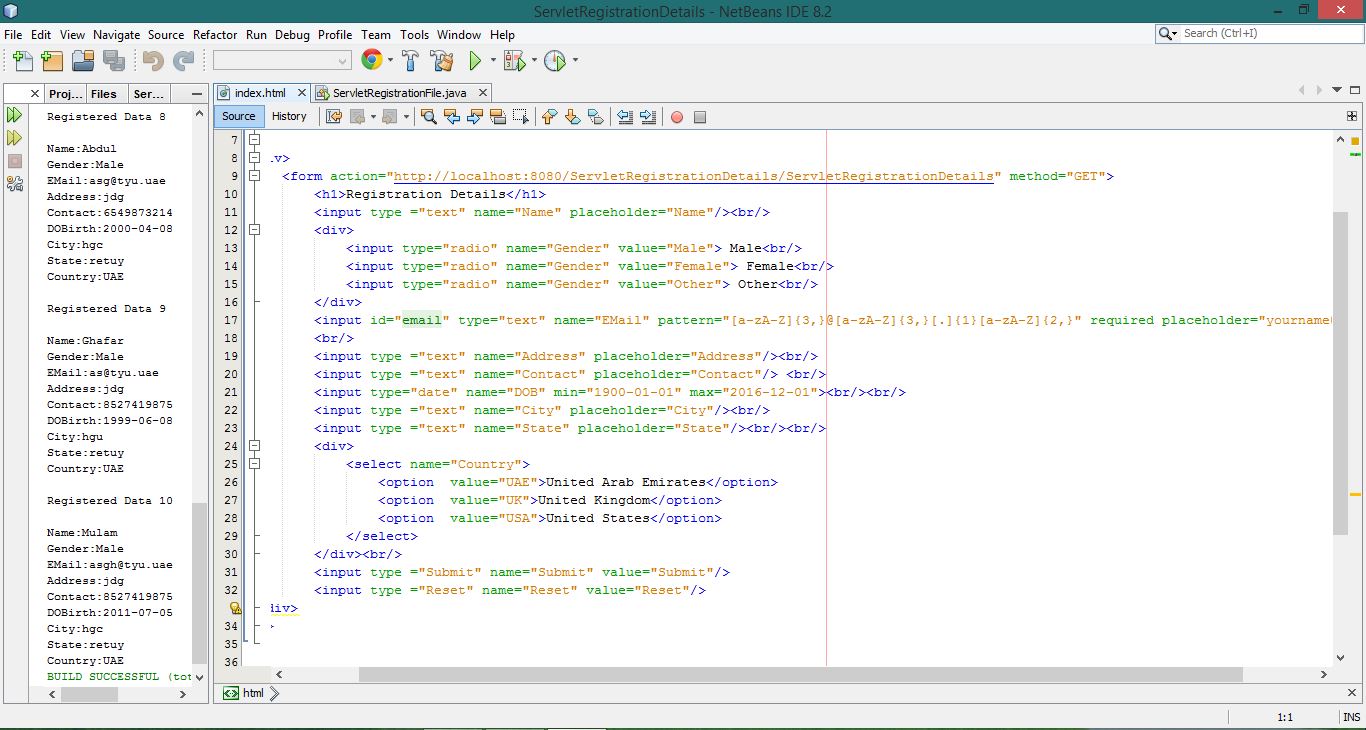 ServletRegistrationDetails - NetBeans IDE 8.2
File Edit View Navigate Source Refactor Run Debug Profile Team Tools Window Help
Search (Ctrl+I)
Proj... Files Ser...
Registered Data 8
Name:Abdul
Gender:Male
EMail:asg@tyu.uae
Address:jdg
Contact:6549873214
DOBirth:2000-04-08
City:hgc
State:retuy
Country:UAE
Registered Data 9
Name:Ghafar
Gender:Male
EMail:as@tyu.uae
Address:jdg
Contact:8527419875
DOBirth:1999-06-08
City:hgu
State:retuy
Country:UAE
Registered Data 10
Name:Mulam
Gender:Male
EMail:asgh@tyu.uae
Address:jdg
Contact:8527419875
DOBirth:2011-07-05
City:hgc
State:retuy
Country:UAE
BUILD SUCCESSFUL (tot
index.html ServletRegistrationFile.java
Source History
7
8 .v>
9 <form action="http://localhost:8080/ServletRegistrationDetails/ServletRegistrationDetails" method="GET">
10 <h1>Registration Details</h1>
11 <input type ="text" name="Name" placeholder="Name"/><br/>
12 <div>
13 <input type="radio" name="Gender" value="Male"> Male<br/>
14 <input type="radio" name="Gender" value="Female"> Female<br/>
15 <input type="radio" name="Gender" value="Other"> Other<br/>
16 </div>
17 <input id="email" type="text" name="EMail" pattern="[a-zA-Z]{3,}@[a-zA-Z]{3,}[.]{1}[a-zA-Z]{2,}" required placeholder="yourname
18 <br/>
19 <input type ="text" name="Address" placeholder="Address"/><br/>
20 <input type ="text" name="Contact" placeholder="Contact"/> <br/>
21 <input type="date" name="DOB" min="1900-01-01" max="2016-12-01"><br/><br/>
22 <input type ="text" name="City" placeholder="City"/><br/>
23 <input type ="text" name="State" placeholder="State"/><br/><br/>
24 <div>
25 <select name="Country">
26 <option  value="UAE">United Arab Emirates</option>
27 <option  value="UK">United Kingdom</option>
28 <option  value="USA">United States</option>
29 </select>
30 </div><br/>
31 <input type ="Submit" name="Submit" value="Submit"/>
32 <input type ="Reset" name="Reset" value="Reset"/>
div>
34 >
35
36
html
1:1 INS